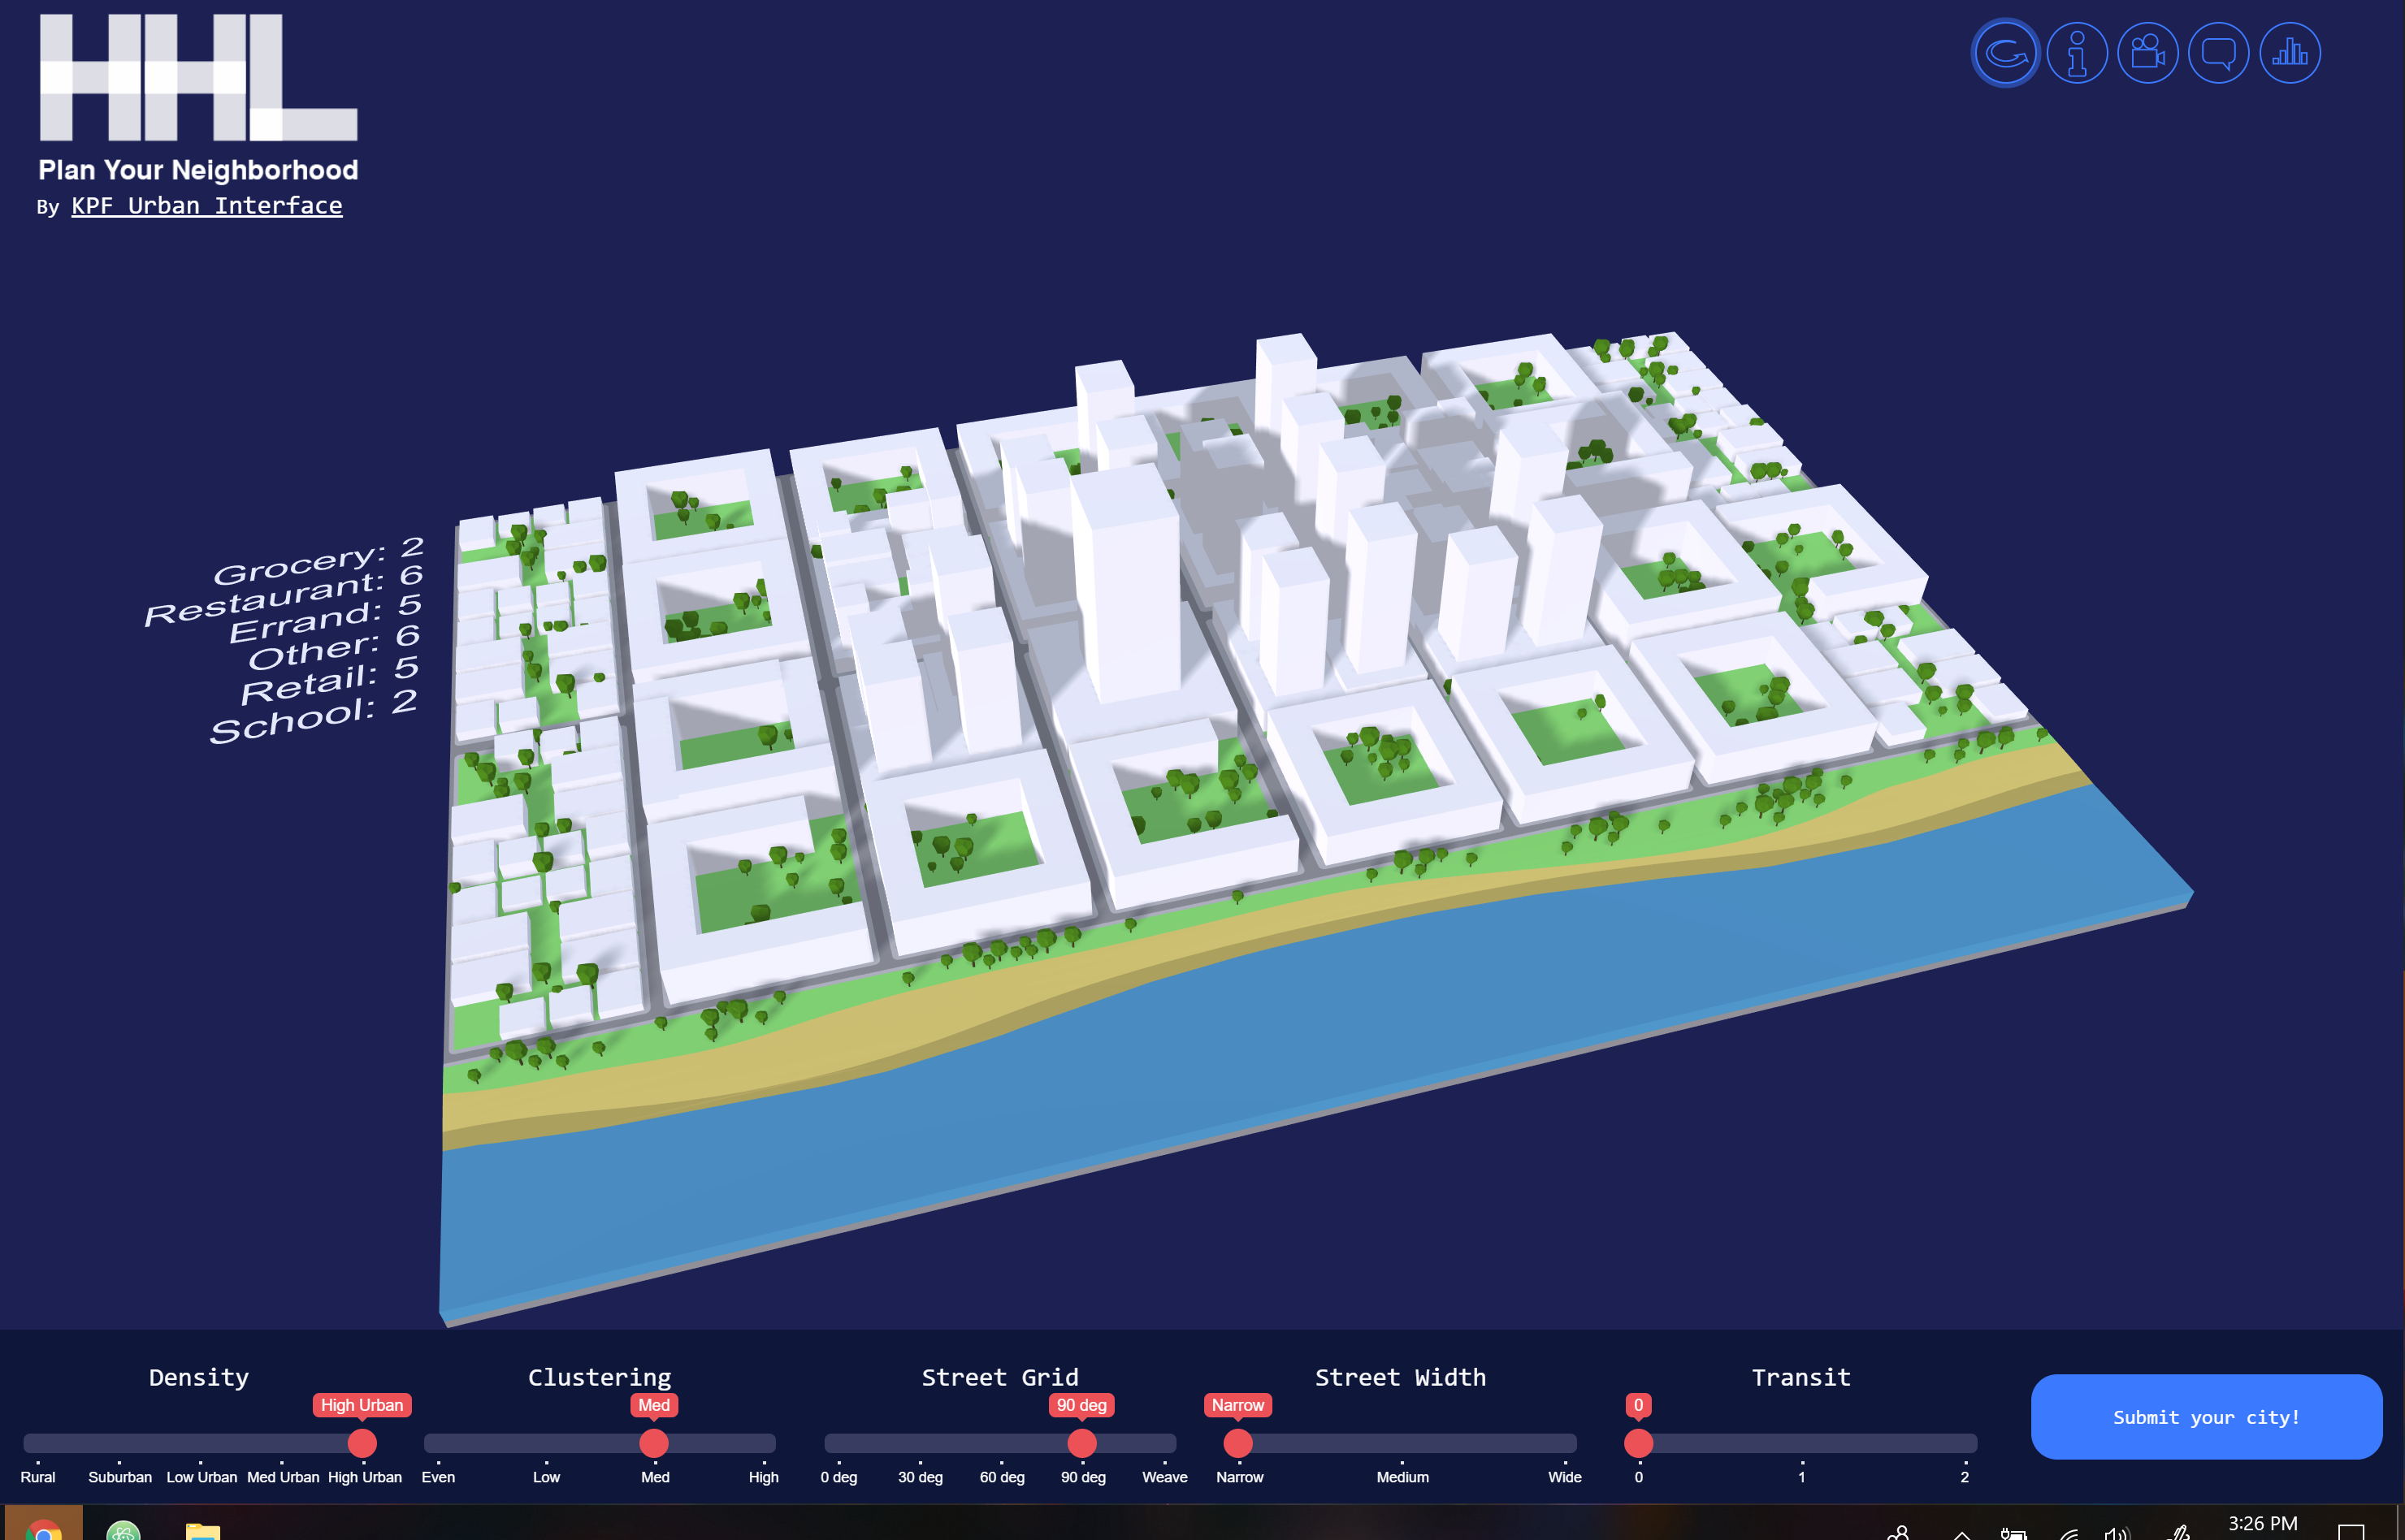 HHL
Plan Your Neighborhood
By KPF Urban Interface
Grocery: 2
Restaurant: 6
Errand: 5
Other: 6
Retail: 5
School: 2
Density
High Urban
Rural Suburban Low Urban Med Urban High Urban
Clustering
Med
Even Low Med High
Street Grid
90 deg
0 deg 30 deg 60 deg 90 deg Weave
Street Width
Narrow
Narrow Medium Wide
Transit
0
0 1 2
Submit your city!
3:26 PM